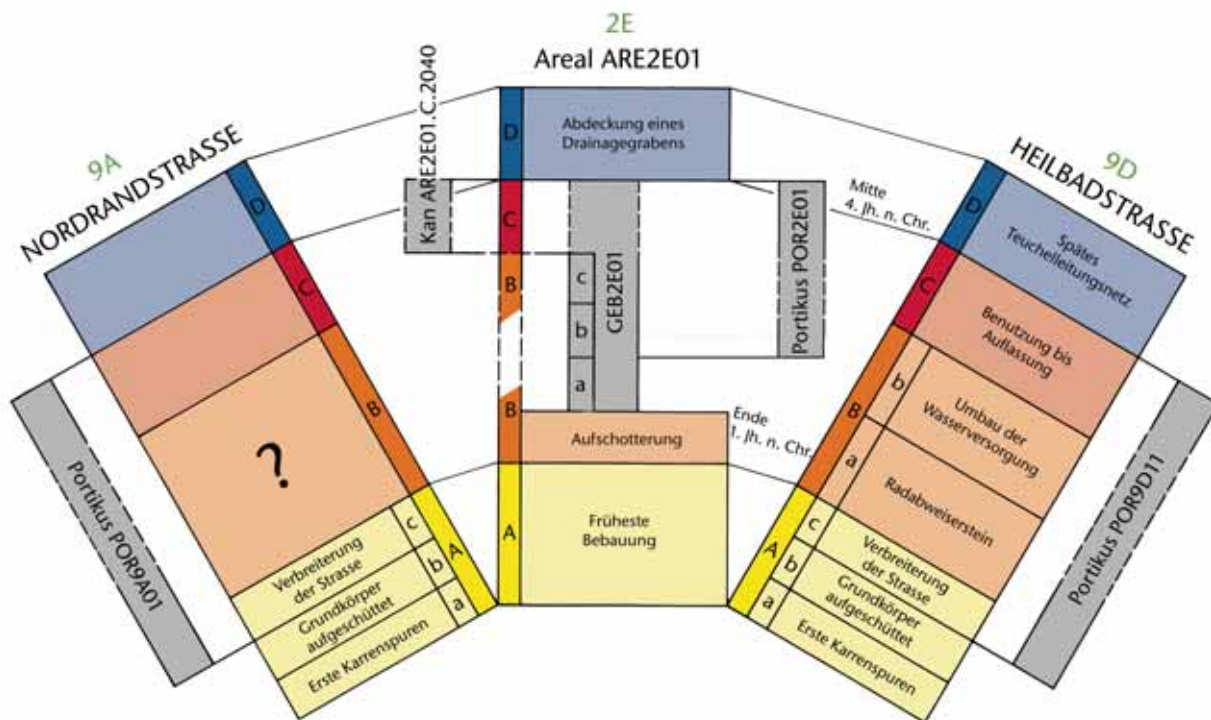 2E
Areal ARE2E01
9A
NORDRANDSTRASSE
D
C
B
A
?
c
b
a
Verbreiterung
der Strasse
Grundkörper
aufgeschüttet
Erste Karrenspuren
Portikus POR9A01
Kan ARE2E01.C.2040
D
C
B
B
A
Abdeckung eines
Drainagegrabens
c
b
a
GEB2E01
Portikus POR2E01
Aufschotterung
Früheste
Bebauung
Mitte
4. Jh. n. Chr.
Ende
1. Jh. n. Chr.
9D
HEILBADSTRASSE
D
C
B
A
Spätes
Teuchelleitungsnetz
Benutzung bis
Auflassung
b
Umbau der
Wasserversorgung
a
Radabweiserstein
c
Verbreiterung
der Strasse
b
Grundkörper
aufgeschüttet
a
Erste Karrenspuren
Portikus POR9D11